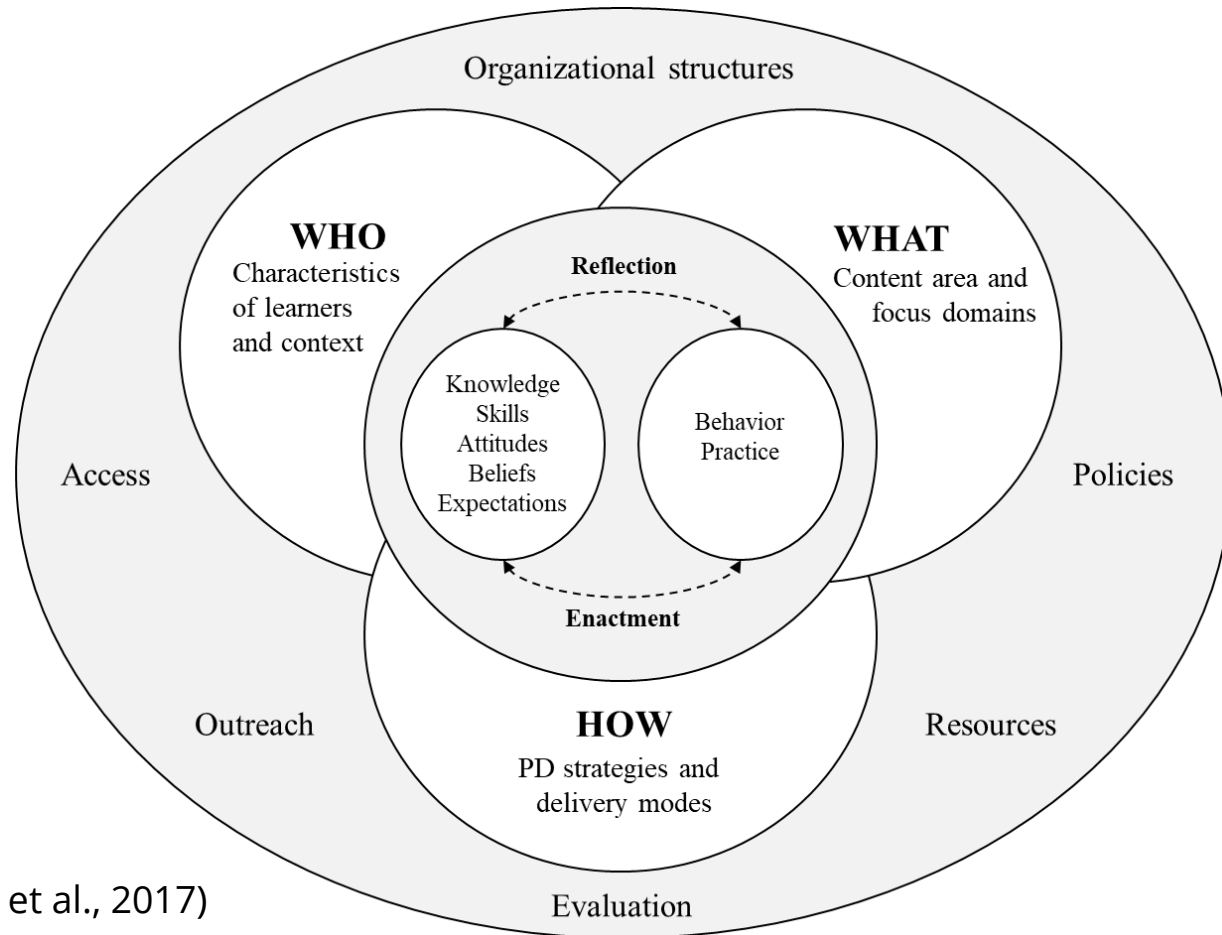 Organizational structures
WHO
Characteristics
of learners
and context
WHAT
Content area and
focus domains
Reflection
Knowledge
Skills
Attitudes
Beliefs
Expectations
Behavior
Practice
Enactment
Access
Policies
Outreach
Resources
HOW
PD strategies and
delivery modes
et al., 2017)
Evaluation